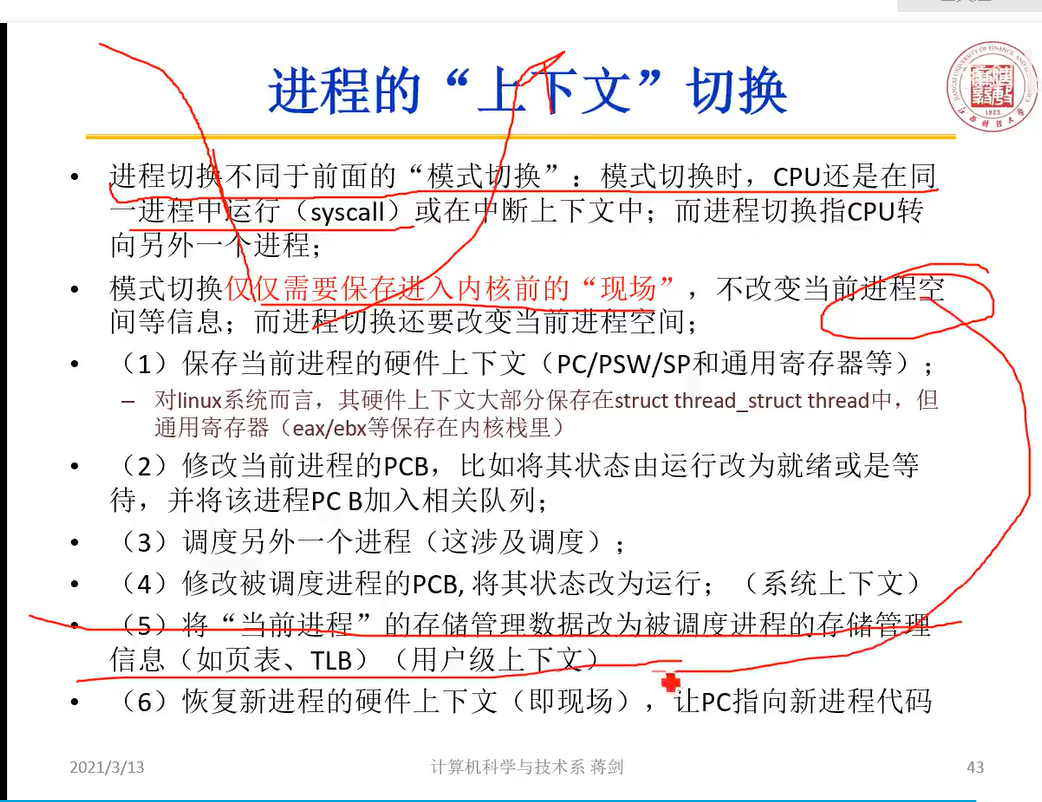 进程的“上下文”切换
• 进程切换不同于前面的“模式切换”：模式切换时，CPU还是在同
一进程中运行（syscall）或在中断上下文中；而进程切换指CPU转
向另外一个进程；
• 模式切换仅仅需要保存进入内核前的“现场”，不改变当前进程空
间等信息；而进程切换还要改变当前进程空间；
• （1）保存当前进程的硬件上下文（PC/PSW/SP和通用寄存器等）；
– 对linux系统而言，其硬件上下文大部分保存在struct thread_struct thread中，但
通用寄存器（eax/ebx等保存在内核栈里）
• （2）修改当前进程的PCB，比如将其状态由运行改为就绪或是等
待，并将该进程PC B加入相关队列；
• （3）调度另外一个进程（这涉及调度）；
• （4）修改被调度进程的PCB, 将其状态改为运行；（系统上下文）
• （5）将“当前进程”的存储管理数据改为被调度进程的存储管理
信息（如页表、TLB）（用户级上下文）
• （6）恢复新进程的硬件上下文（即现场），让PC指向新进程代码
2021/3/13
计算机科学与技术系 蒋剑
43